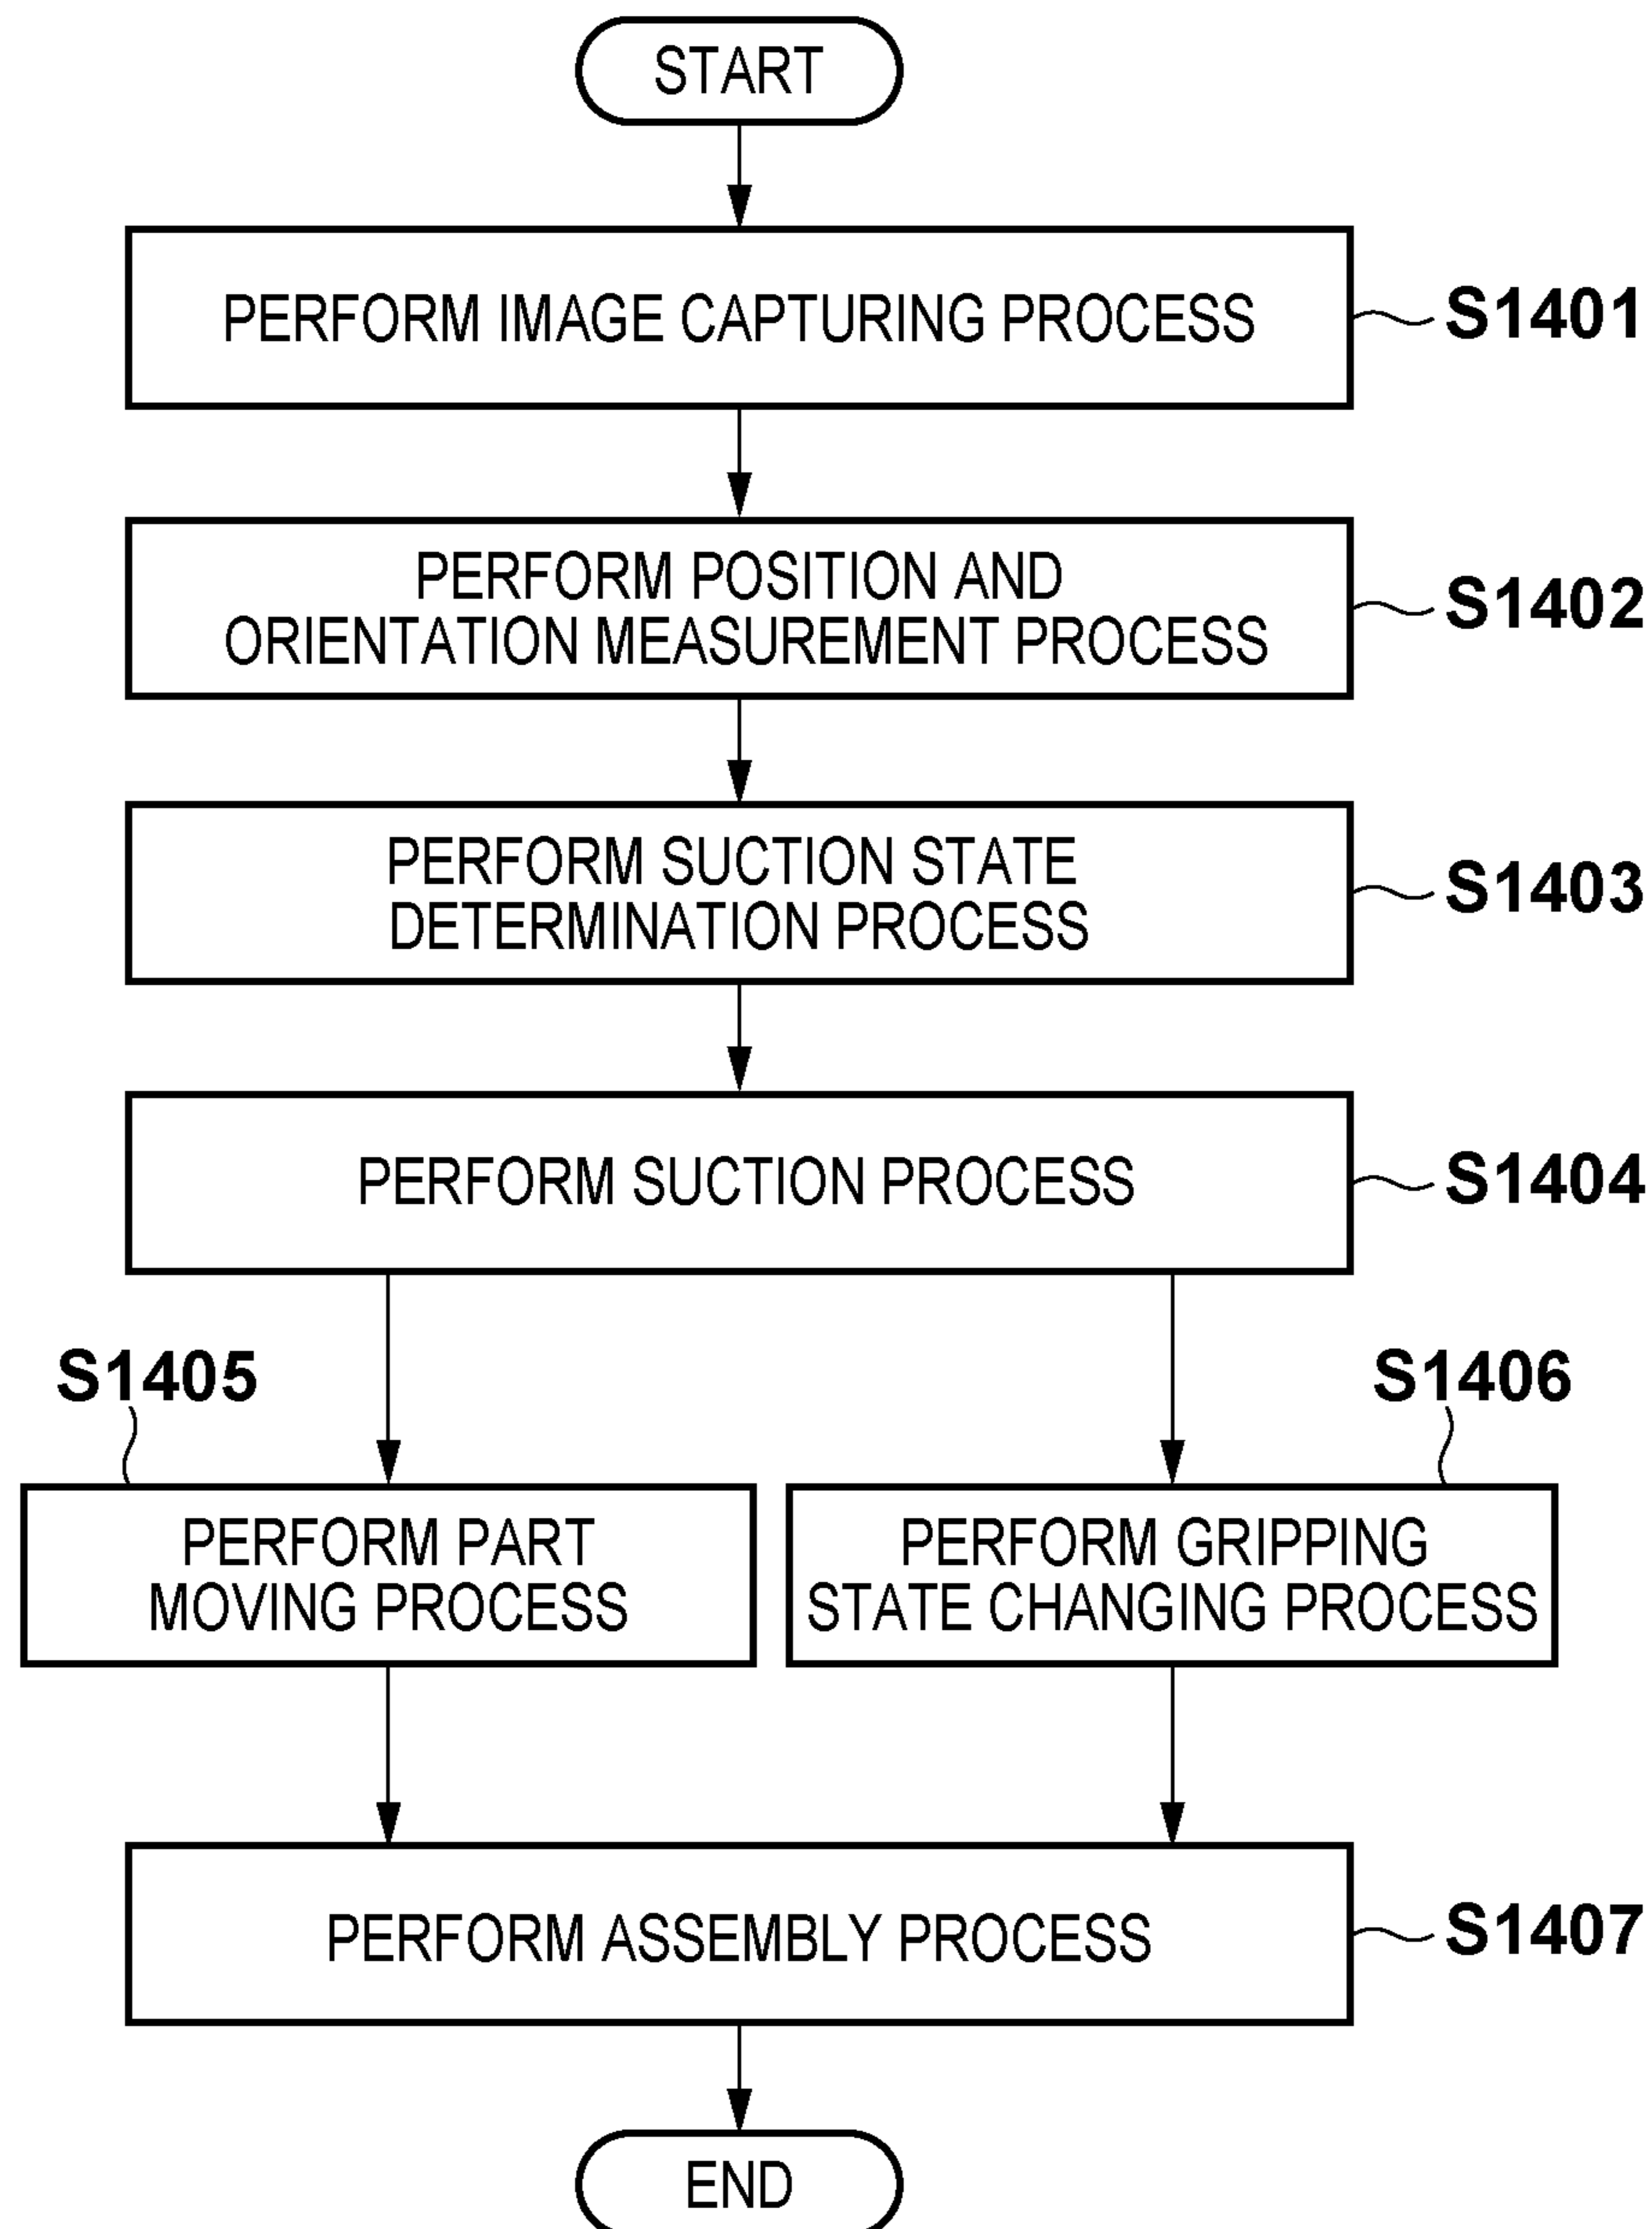 START
PERFORM IMAGE CAPTURING PROCESS
S1401
PERFORM POSITION AND
ORIENTATION MEASUREMENT PROCESS
S1402
PERFORM SUCTION STATE
DETERMINATION PROCESS
S1403
PERFORM SUCTION PROCESS
S1404
S1405
PERFORM PART
MOVING PROCESS
S1406
PERFORM GRIPPING
STATE CHANGING PROCESS
PERFORM ASSEMBLY PROCESS
S1407
END